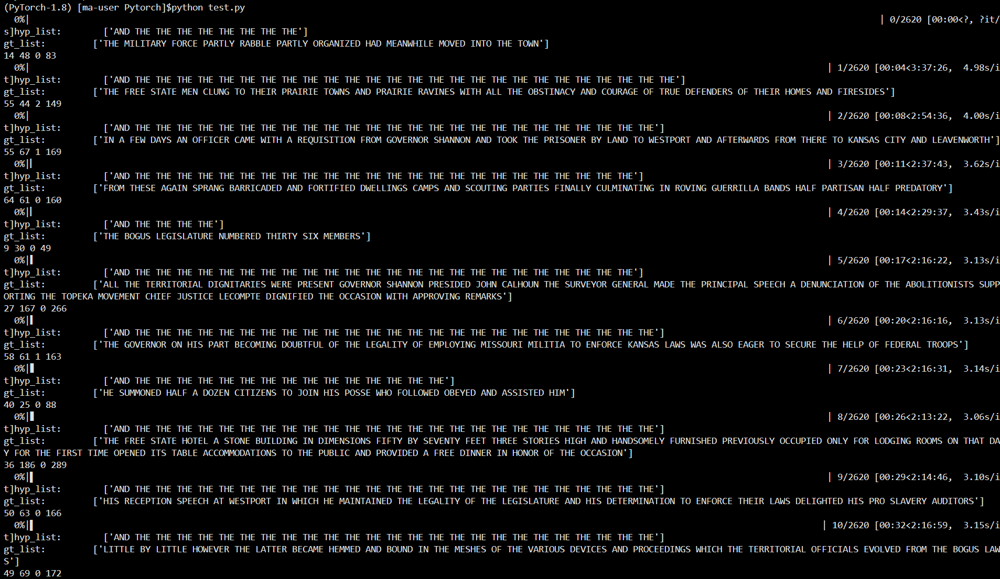 (PyTorch-1.8) [ma-user Pytorch]$python test.py
0%| | 0/2620 [00:00<?, ?it/
s]hyp_list: ['AND THE THE THE THE THE THE THE THE']
gt_list: ['THE MILITARY FORCE PARTLY RABBLE PARTLY ORGANIZED HAD MEANWHILE MOVED INTO THE TOWN']
14 48 0 83
0%| | 1/2620 [00:04<3:37:26, 4.98s/i
t]hyp_list: ['AND THE THE THE THE THE THE THE THE THE THE THE THE THE THE THE THE THE THE THE THE THE THE THE THE THE THE']
gt_list: ['THE FREE STATE MEN CLUNG TO THEIR PRAIRIE TOWNS AND PRAIRIE RAVINES WITH ALL THE OBSTINACY AND COURAGE OF TRUE DEFENDERS OF THEIR HOMES AND FIRESIDES']
55 44 2 149
0%| | 2/2620 [00:08<2:54:36, 4.00s/i
t]hyp_list: ['AND THE THE THE THE THE THE THE THE THE THE THE THE THE THE THE THE THE THE THE THE THE THE THE THE THE']
gt_list: ['IN A FEW DAYS AN OFFICER CAME WITH A REQUISITION FROM GOVERNOR SHANNON AND TOOK THE PRISONER BY LAND TO WESTPORT AND AFTERWARDS FROM THERE TO KANSAS CITY AND LEAVENWORTH']
55 67 1 169
0%| | 3/2620 [00:11<2:37:43, 3.62s/i
t]hyp_list: ['AND THE THE THE THE THE THE THE THE THE THE THE THE THE THE THE THE THE THE THE THE THE THE THE THE']
gt_list: ['FROM THESE AGAIN SPRANG BARRICADED AND FORTIFIED DWELLINGS CAMPS AND SCOUTING PARTIES FINALLY CULMINATING IN ROVING GUERRILLA BANDS HALF PARTISAN HALF PREDATORY']
64 61 0 160
0%| | 4/2620 [00:14<2:29:37, 3.43s/i
t]hyp_list: ['AND THE THE THE THE']
gt_list: ['THE BOGUS LEGISLATURE NUMBERED THIRTY SIX MEMBERS']
9 30 0 49
0%| | 5/2620 [00:17<2:16:22, 3.13s/i
t]hyp_list: ['AND THE THE THE THE THE THE THE THE THE THE THE THE THE THE THE THE THE THE THE THE THE THE THE THE']
gt_list: ['ALL THE TERRITORIAL DIGNITARIES WERE PRESENT GOVERNOR SHANNON PRESIDED JOHN CALHOUN THE SURVEYOR GENERAL MADE THE PRINCIPAL SPEECH A DENUNCIATION OF THE ABOLITIONISTS SUPP
ORTING THE TOPEKA MOVEMENT CHIEF JUSTICE LECOMPTE DIGNIFIED THE OCCASION WITH APPROVING REMARKS']
27 167 0 266
0%| | 6/2620 [00:20<2:16:16, 3.13s/i
t]hyp_list: ['AND THE THE THE THE THE THE THE THE THE THE THE THE THE THE THE THE THE THE THE THE THE THE THE THE THE']
gt_list: ['THE GOVERNOR ON HIS PART BECOMING DOUBTFUL OF THE LEGALITY OF EMPLOYING MISSOURI MILITIA TO ENFORCE KANSAS LAWS WAS ALSO EAGER TO SECURE THE HELP OF FEDERAL TROOPS']
58 61 1 163
0%| | 7/2620 [00:23<2:16:31, 3.14s/i
t]hyp_list: ['AND THE THE THE THE THE THE THE THE THE THE THE THE THE THE THE']
gt_list: ['HE SUMMONED HALF A DOZEN CITIZENS TO JOIN HIS POSSE WHO FOLLOWED OBEYED AND ASSISTED HIM']
40 25 0 88
0%| | 8/2620 [00:26<2:13:22, 3.06s/i
t]hyp_list: ['AND THE THE THE THE THE THE THE THE THE THE THE THE THE THE THE THE THE THE THE THE THE THE THE THE THE']
gt_list: ['THE FREE STATE HOTEL A STONE BUILDING IN DIMENSIONS FIFTY BY SEVENTY FEET THREE STORIES HIGH AND HANDSOMELY FURNISHED PREVIOUSLY OCCUPIED ONLY FOR LODGING ROOMS ON THAT DA
Y FOR THE FIRST TIME OPENED ITS TABLE ACCOMMODATIONS TO THE PUBLIC AND PROVIDED A FREE DINNER IN HONOR OF THE OCCASION']
36 186 0 289
0%| | 9/2620 [00:29<2:14:46, 3.10s/i
t]hyp_list: ['AND THE THE THE THE THE THE THE THE THE THE THE THE THE THE THE THE THE THE THE THE THE THE THE THE THE']
gt_list: ['HIS RECEPTION SPEECH AT WESTPORT IN WHICH HE MAINTAINED THE LEGALITY OF THE LEGISLATURE AND HIS DETERMINATION TO ENFORCE THEIR LAWS DELIGHTED HIS PRO SLAVERY AUDITORS']
50 63 0 166
0%| | 10/2620 [00:32<2:16:59, 3.15s/i
t]hyp_list: ['AND THE THE THE THE THE THE THE THE THE THE THE THE THE THE THE THE THE THE THE THE THE THE THE THE THE']
gt_list: ['LITTLE BY LITTLE HOWEVER THE LATTER BECAME HEMMED AND BOUND IN THE MESHES OF THE VARIOUS DEVICES AND PROCEEDINGS WHICH THE TERRITORIAL OFFICIALS EVOLVED FROM THE BOGUS LAW
S']
49 69 0 172